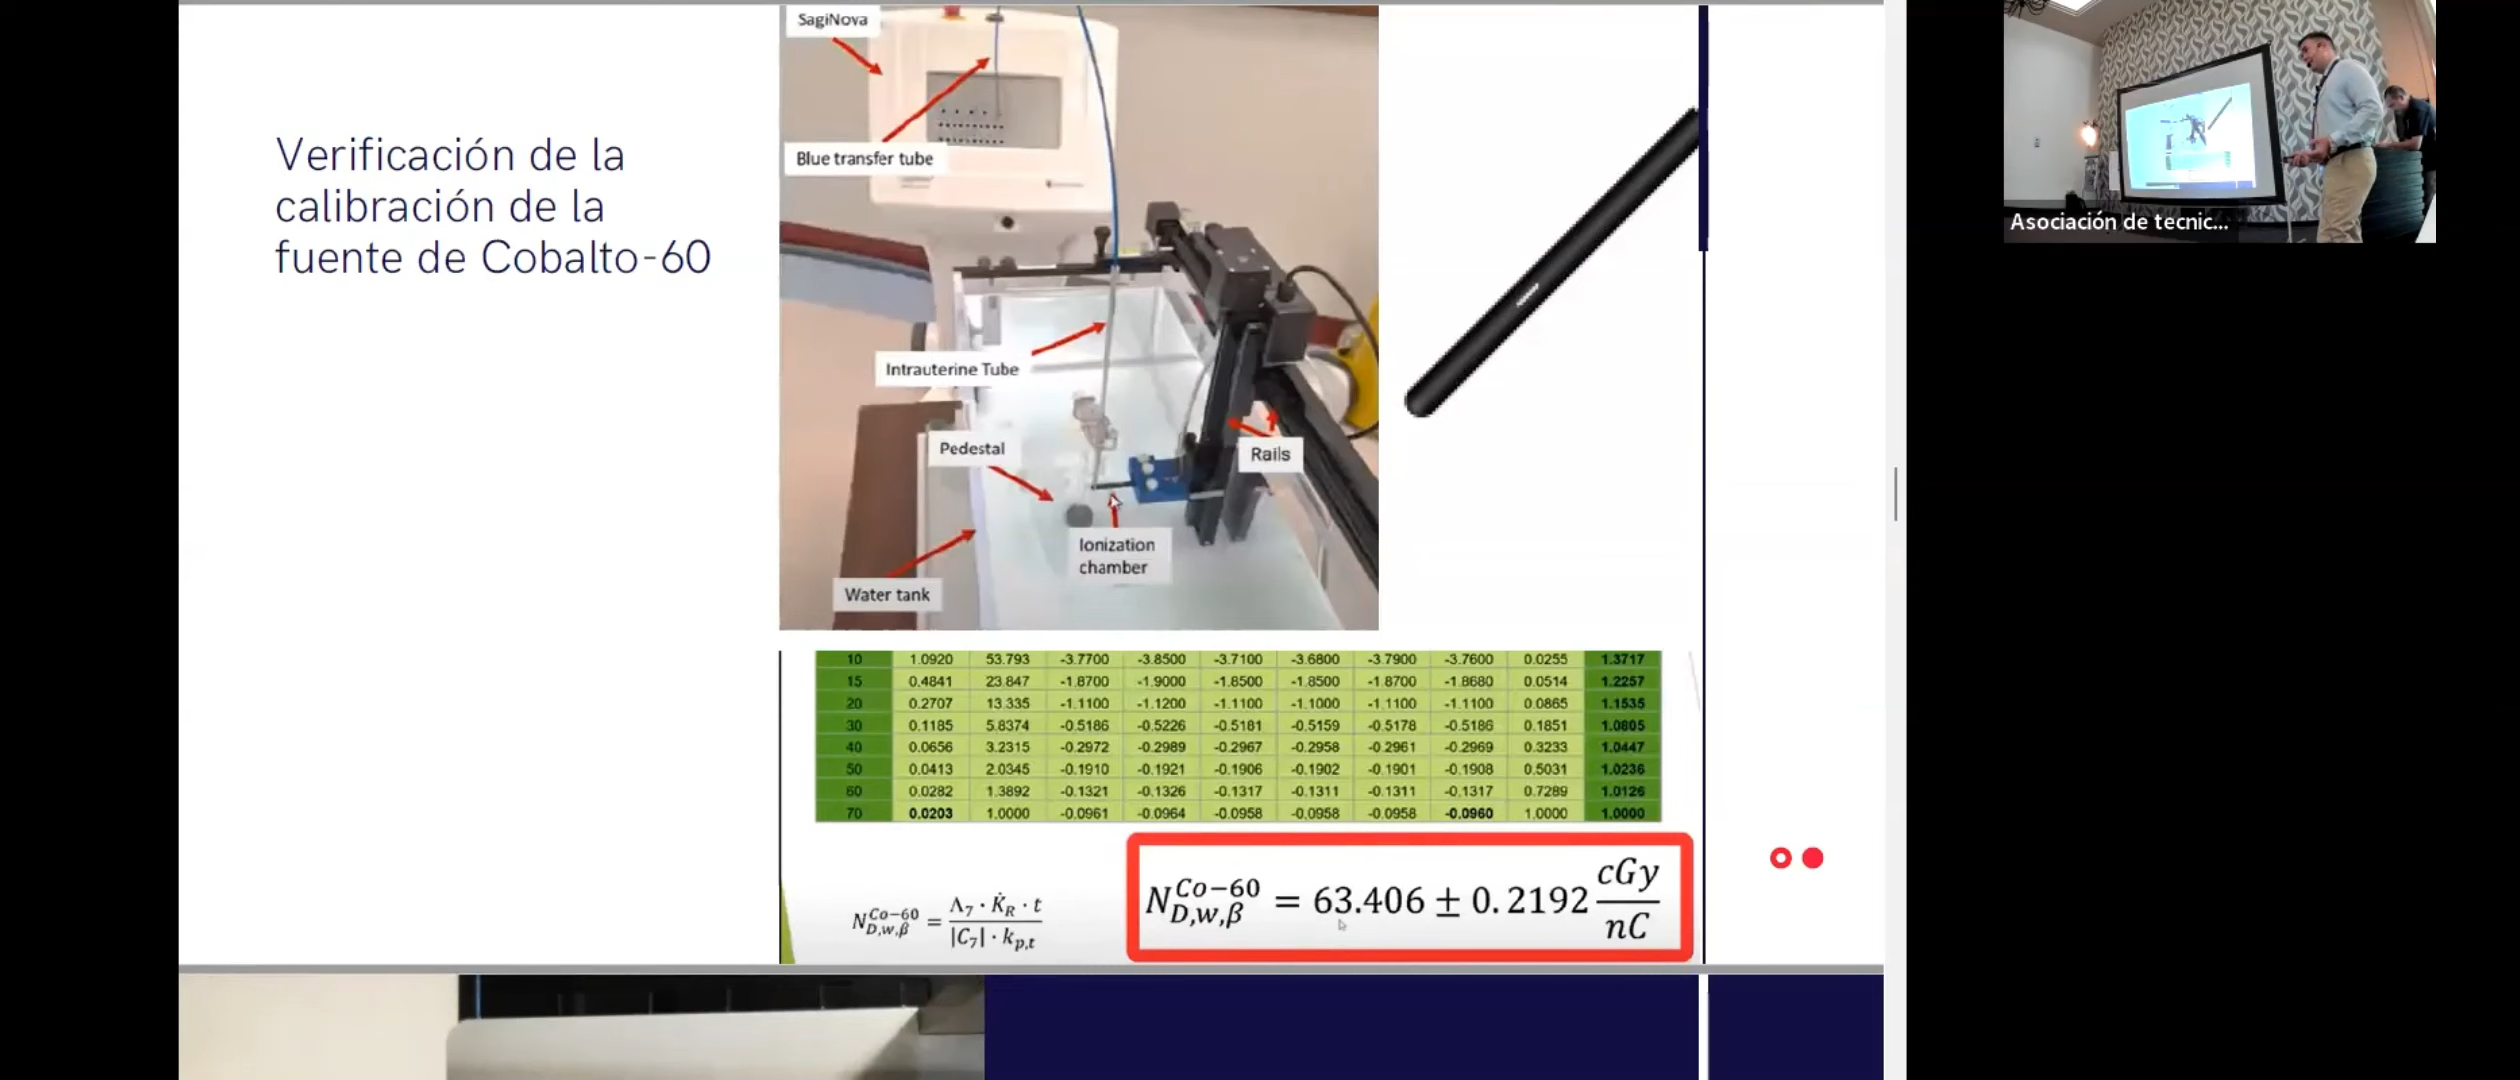 Verificación de la
calibración de la
fuente de Cobalto-60
SagiNova
Blue transfer tube
Intrauterine Tube
Pedestal
Rails
Ionization
chamber
Water tank
10 1.0920 53.793 -3.7700 -3.8500 -3.7100 -3.6800 -3.7900 -3.7600 0.0255 1.3717
15 0.4841 23.847 -1.8700 -1.9000 -1.8500 -1.8500 -1.8700 -1.8680 0.0514 1.2257
20 0.2707 13.335 -1.1100 -1.1200 -1.1100 -1.1000 -1.1100 -1.1100 0.0865 1.1535
30 0.1185 5.8374 -0.5186 -0.5226 -0.5181 -0.5159 -0.5178 -0.5186 0.1851 1.0805
40 0.0656 3.2315 -0.2972 -0.2989 -0.2967 -0.2958 -0.2961 -0.2969 0.3233 1.0447
50 0.0413 2.0345 -0.1910 -0.1921 -0.1906 -0.1902 -0.1901 -0.1908 0.5031 1.0236
60 0.0282 1.3892 -0.1321 -0.1326 -0.1317 -0.1311 -0.1311 -0.1317 0.7289 1.0126
70 0.0203 1.0000 -0.0961 -0.0964 -0.0958 -0.0958 -0.0958 -0.0960 1.0000 1.0000
N_{D,w,β}^{Co−60} = \frac{Λ_7 · K̇_R · t}{|C_7| · k_{p,t}}
N_{D,w,β}^{Co−60} = 63.406 ± 0.2192 \frac{cGy}{nC}
Asociación de tecnic...